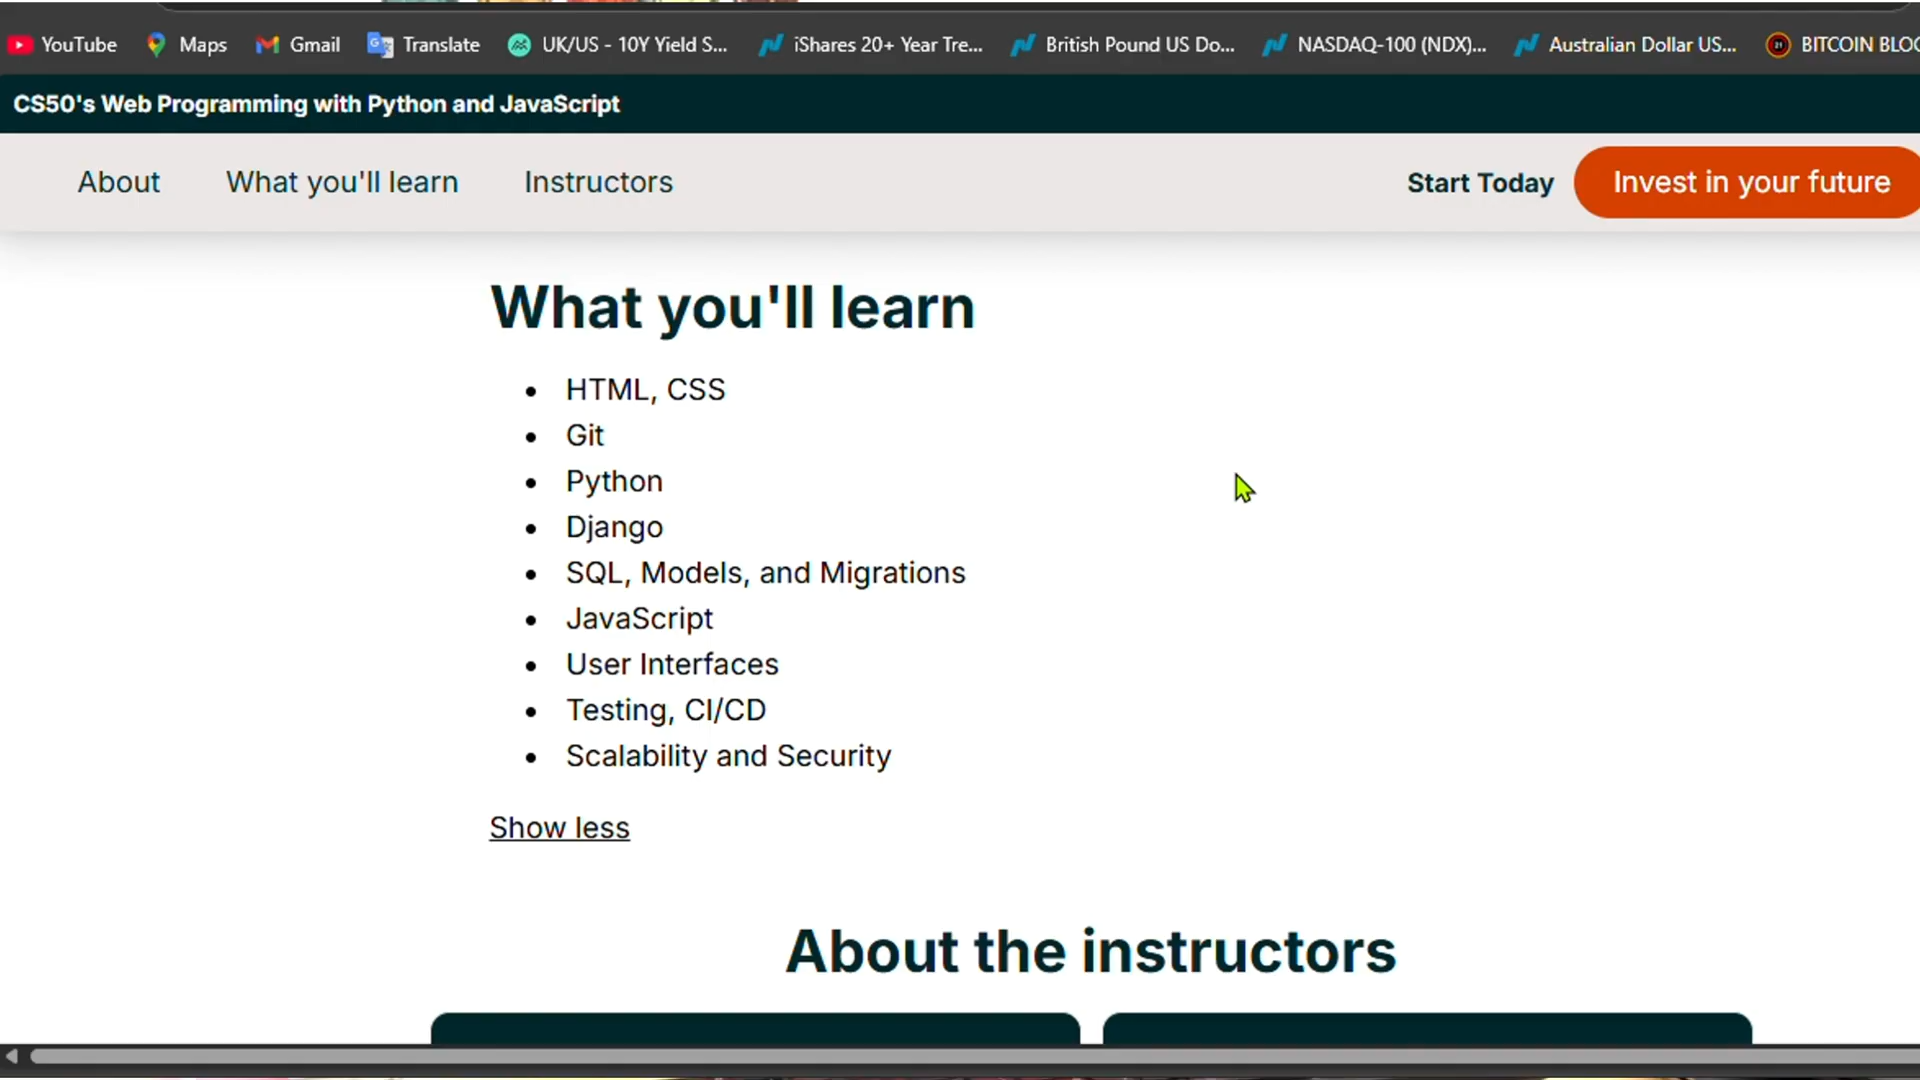 YouTube Maps Gmail Translate UK/US - 10Y Yield S... iShares 20+ Year Tre... British Pound US Do... NASDAQ-100 (NDX)... Australian Dollar US... BITCOIN BLOC
CS50's Web Programming with Python and JavaScript
About What you'll learn Instructors Start Today Invest in your future
What you'll learn
• HTML, CSS
• Git
• Python
• Django
• SQL, Models, and Migrations
• JavaScript
• User Interfaces
• Testing, CI/CD
• Scalability and Security
Show less
About the instructors